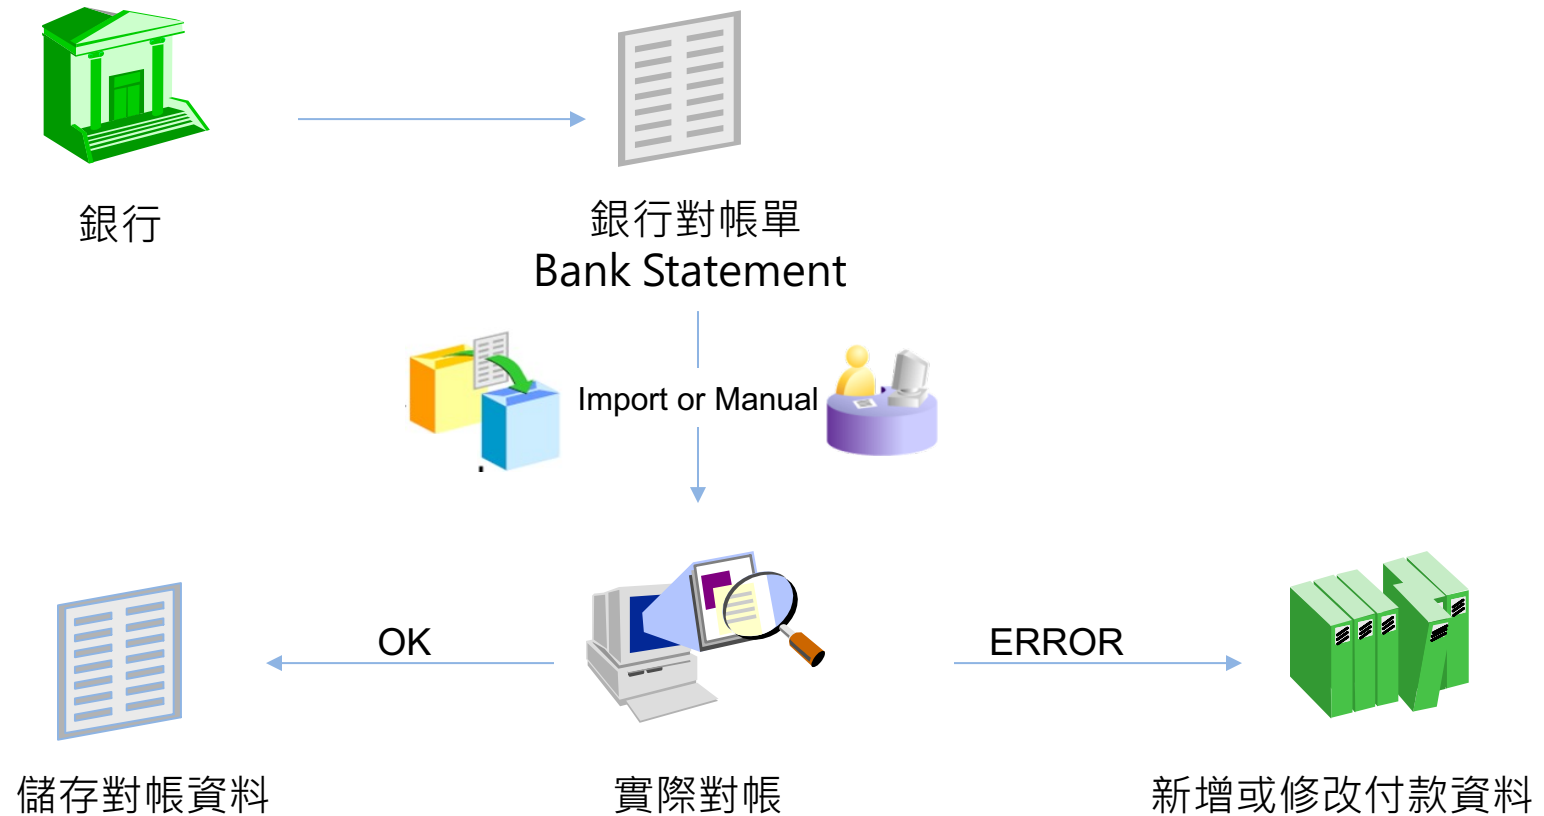 銀行
銀行對帳單
Bank Statement
Import or Manual
OK
ERROR
儲存對帳資料
實際對帳
新增或修改付款資料